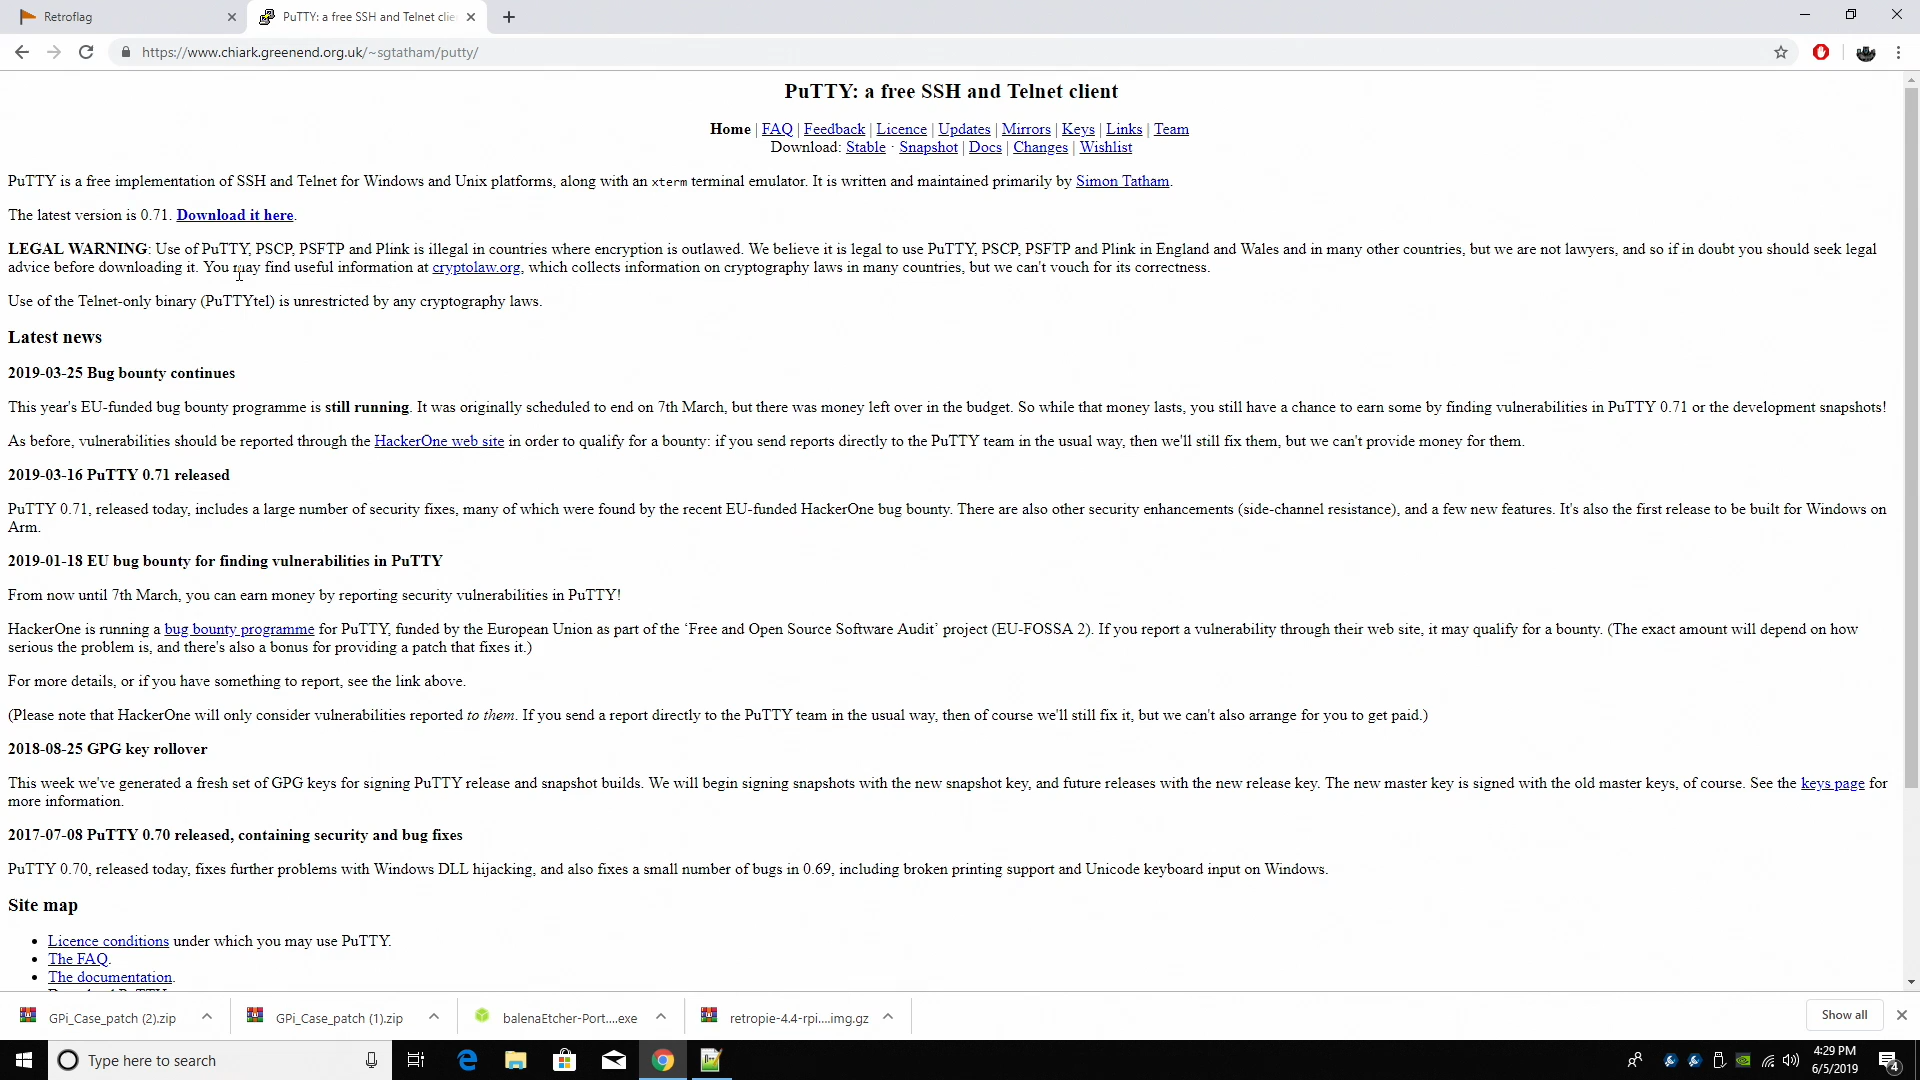 Retroflag
PuTTY: a free SSH and Telnet clie
https://www.chiark.greenend.org.uk/~sgtatham/putty/
PuTTY: a free SSH and Telnet client
Home | FAQ | Feedback | Licence | Updates | Mirrors | Keys | Links | Team
Download: Stable · Snapshot | Docs | Changes | Wishlist
PuTTY is a free implementation of SSH and Telnet for Windows and Unix platforms, along with an xterm terminal emulator. It is written and maintained primarily by Simon Tatham.
The latest version is 0.71. Download it here.
LEGAL WARNING: Use of PuTTY, PSCP, PSFTP and Plink is illegal in countries where encryption is outlawed. We believe it is legal to use PuTTY, PSCP, PSFTP and Plink in England and Wales and in many other countries, but we are not lawyers, and so if in doubt you should seek legal
advice before downloading it. You may find useful information at cryptolaw.org, which collects information on cryptography laws in many countries, but we can't vouch for its correctness.
Use of the Telnet-only binary (PuTTYtel) is unrestricted by any cryptography laws.
Latest news
2019-03-25 Bug bounty continues
This year's EU-funded bug bounty programme is still running. It was originally scheduled to end on 7th March, but there was money left over in the budget. So while that money lasts, you still have a chance to earn some by finding vulnerabilities in PuTTY 0.71 or the development snapshots!
As before, vulnerabilities should be reported through the HackerOne web site in order to qualify for a bounty: if you send reports directly to the PuTTY team in the usual way, then we'll still fix them, but we can't provide money for them.
2019-03-16 PuTTY 0.71 released
PuTTY 0.71, released today, includes a large number of security fixes, many of which were found by the recent EU-funded HackerOne bug bounty. There are also other security enhancements (side-channel resistance), and a few new features. It's also the first release to be built for Windows on
Arm.
2019-01-18 EU bug bounty for finding vulnerabilities in PuTTY
From now until 7th March, you can earn money by reporting security vulnerabilities in PuTTY!
HackerOne is running a bug bounty programme for PuTTY, funded by the European Union as part of the ‘Free and Open Source Software Audit’ project (EU-FOSSA 2). If you report a vulnerability through their web site, it may qualify for a bounty. (The exact amount will depend on how
serious the problem is, and there's also a bonus for providing a patch that fixes it.)
For more details, or if you have something to report, see the link above.
(Please note that HackerOne will only consider vulnerabilities reported to them. If you send a report directly to the PuTTY team in the usual way, then of course we'll still fix it, but we can't also arrange for you to get paid.)
2018-08-25 GPG key rollover
This week we've generated a fresh set of GPG keys for signing PuTTY release and snapshot builds. We will begin signing snapshots with the new snapshot key, and future releases with the new release key. The new master key is signed with the old master keys, of course. See the keys page for
more information.
2017-07-08 PuTTY 0.70 released, containing security and bug fixes
PuTTY 0.70, released today, fixes further problems with Windows DLL hijacking, and also fixes a small number of bugs in 0.69, including broken printing support and Unicode keyboard input on Windows.
Site map
• Licence conditions under which you may use PuTTY.
• The FAQ.
• The documentation.
GPi_Case_patch (2).zip
GPi_Case_patch (1).zip
balenaEtcher-Port....exe
retropie-4.4-rpi....img.gz
Show all
Type here to search
4:29 PM
6/5/2019
4